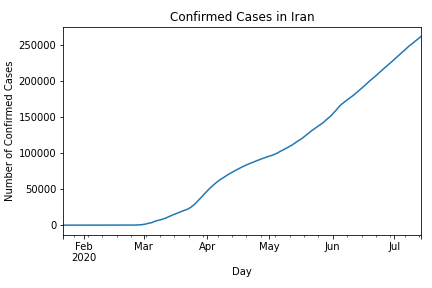 Confirmed Cases in Iran
Number of Confirmed Cases
250000
200000
150000
100000
50000
0
Feb Mar Apr May Jun Jul
2020
Day